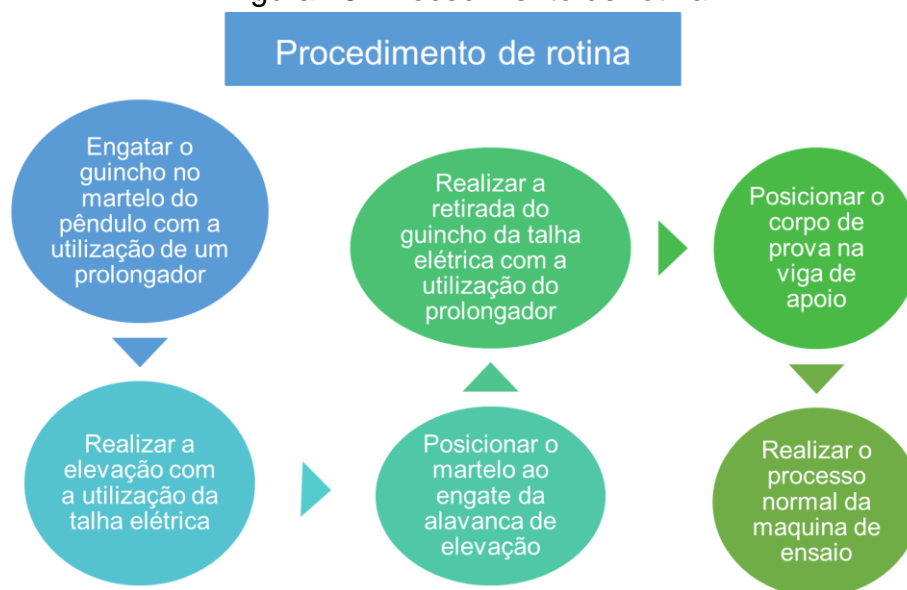 Procedimento de rotina
Engatar o
guincho no
martelo do
pêndulo com a
utilização de um
prolongador
Realizar a
elevação com
a utilização da
talha elétrica
Posicionar o
martelo ao
engate da
alavanca de
elevação
Realizar a
retirada do
guincho da talha
elétrica com a
utilização do
prolongador
Posicionar o
corpo de
prova na
viga de
apoio
Realizar o
processo
normal da
maquina de
ensaio